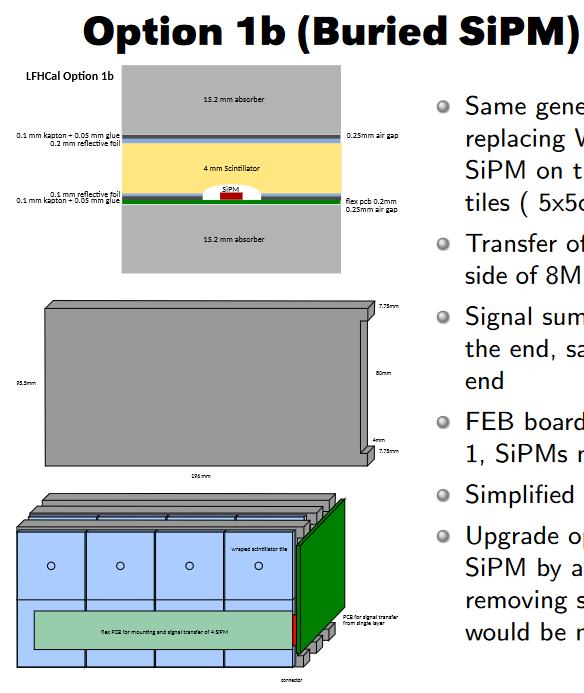 Option 1b (Buried SiPM)
LFHCal Option 1b
15.2 mm absorber
0.1 mm kapton + 0.05 mm glue
0.25mm air gap
0.2 mm reflective foil
4 mm Scintillator
SiPM
0.1 mm reflective foil
0.1 mm kapton + 0.05 mm glue
flex pcb 0.2mm
0.25mm air gap
15.2 mm absorber
7.75mm
95.5mm
80mm
4mm
7.75mm
196mm
wraped scintillator tile
flex PCB for mounting and signal transfer of 4 SiPM
PCB for signal transfer
from single layer
connector
Same gene
replacing
SiPM on t
tiles ( 5x5
Transfer of
side of 8M
Signal sum
the end, sa
end
FEB board
1, SiPMs
Simplified
Upgrade op
SiPM by a
removing s
would be